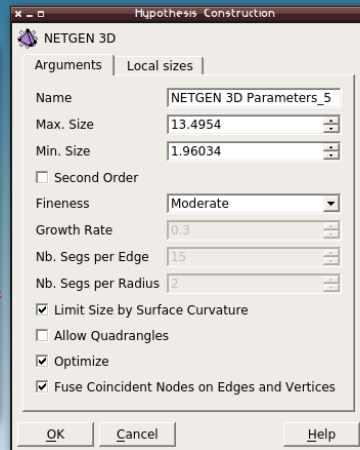 Hypothesis Construction
NETGEN 3D
Arguments Local sizes
Name NETGEN 3D Parameters_5
Max. Size 13.4954
Min. Size 1.96034
Second Order
Fineness Moderate
Growth Rate 0.3
Nb. Segs per Edge 15
Nb. Segs per Radius 2
Limit Size by Surface Curvature
Allow Quadrangles
Optimize
Fuse Coincident Nodes on Edges and Vertices
OK Cancel Help